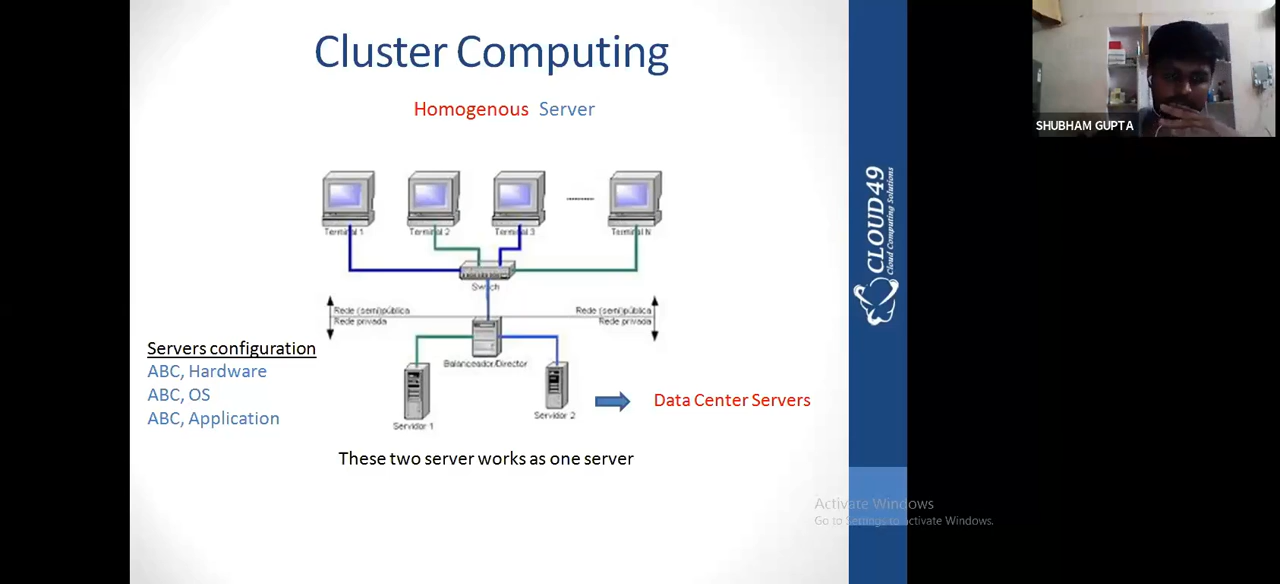 Cluster Computing
Homogenous Server
SHUBHAM GUPTA
Terminal 1
Terminal 2
Terminal 3
Terminal N
Switch
Rede (semi)pública
Rede (semi)pública
Rede privada
Rede privada
Balanceador/Director
Servidor 1
Servidor 2
Servers configuration
ABC, Hardware
ABC, OS
ABC, Application
Data Center Servers
These two server works as one server
CLOUD49
Cloud Computing Solutions
Activate Windows
Go to Settings to activate Windows.